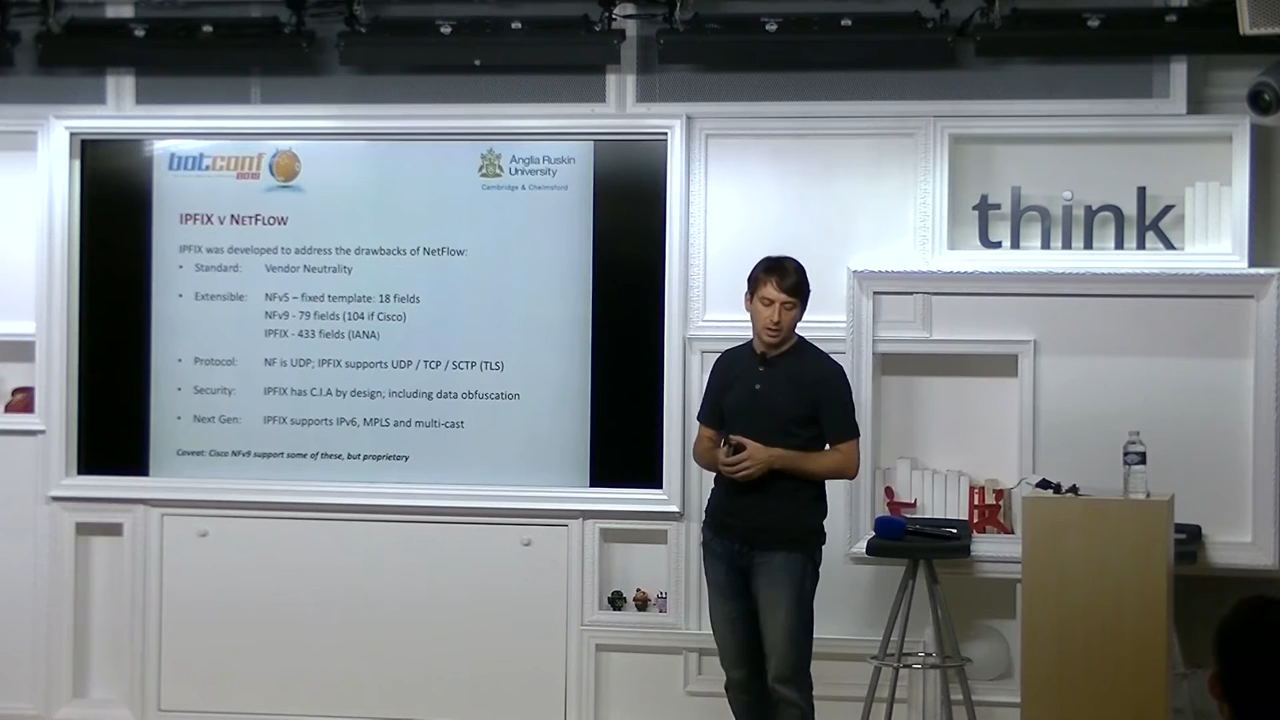 botconf
2015
Anglia Ruskin
University
Cambridge & Chelmsford
IPFIX V NETFLOW
IPFIX was developed to address the drawbacks of NetFlow:
• Standard: Vendor Neutrality
• Extensible: NFv5 – fixed template: 18 fields
NFv9 - 79 fields (104 if Cisco)
IPFIX - 433 fields (IANA)
• Protocol: NF is UDP; IPFIX supports UDP / TCP / SCTP (TLS)
• Security: IPFIX has C.I.A by design; including data obfuscation
• Next Gen: IPFIX supports IPv6, MPLS and multi-cast
Caveat: Cisco NFv9 support some of these, but proprietary
think